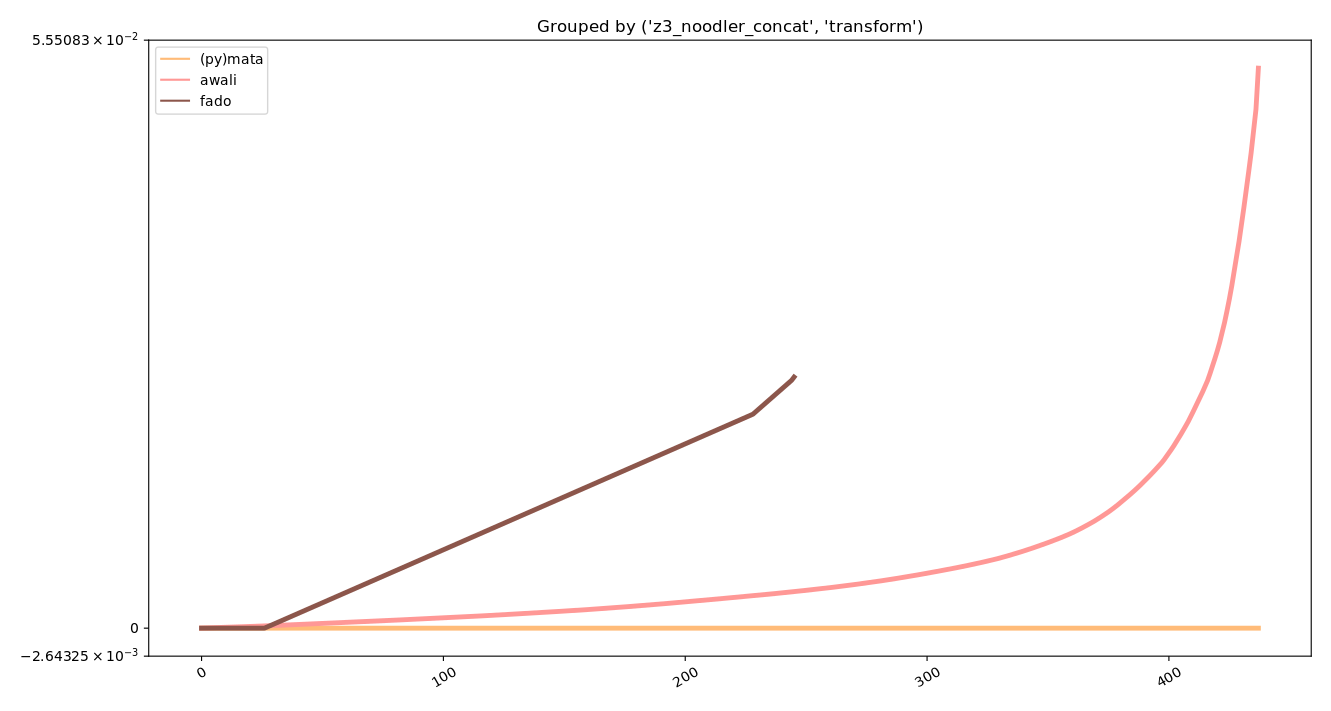 Grouped by ('z3_noodler_concat', 'transform')
5.55083 × 10⁻²
(py)mata
awali
fado
0
−2.64325 × 10⁻³
0
100
200
300
400